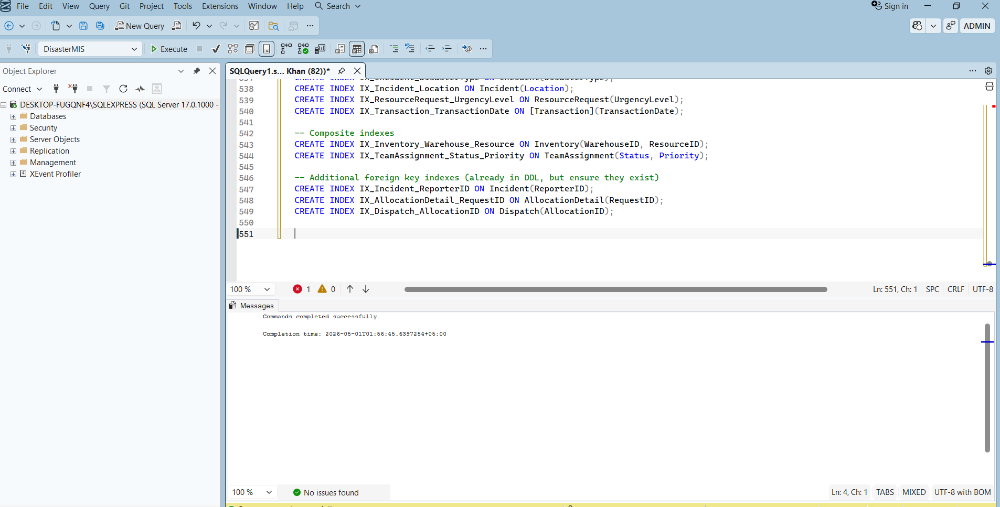 File Edit View Query Git Project Tools Extensions Window Help Search Sign in
New Query ADMIN
DisasterMIS Execute
Object Explorer
Connect
DESKTOP-FUGQNF4\SQLEXPRESS (SQL Server 17.0.1000 -
Databases
Security
Server Objects
Replication
Management
XEvent Profiler
SQLQuery1.s... Khan (82))*
537 CREATE INDEX IX_Incident_DisasterType ON Incident(DisasterType);
538 CREATE INDEX IX_Incident_Location ON Incident(Location);
539 CREATE INDEX IX_ResourceRequest_UrgencyLevel ON ResourceRequest(UrgencyLevel);
540 CREATE INDEX IX_Transaction_TransactionDate ON [Transaction](TransactionDate);
541
542 -- Composite indexes
543 CREATE INDEX IX_Inventory_Warehouse_Resource ON Inventory(WarehouseID, ResourceID);
544 CREATE INDEX IX_TeamAssignment_Status_Priority ON TeamAssignment(Status, Priority);
545
546 -- Additional foreign key indexes (already in DDL, but ensure they exist)
547 CREATE INDEX IX_Incident_ReporterID ON Incident(ReporterID);
548 CREATE INDEX IX_AllocationDetail_RequestID ON AllocationDetail(RequestID);
549 CREATE INDEX IX_Dispatch_AllocationID ON Dispatch(AllocationID);
550
551
100 % 1 0 Ln: 551, Ch: 1 SPC CRLF UTF-8
Messages
Commands completed successfully.
Completion time: 2026-05-01T01:56:45.6397254+05:00
100 % No issues found Ln: 4, Ch: 1 TABS MIXED UTF-8 with BOM